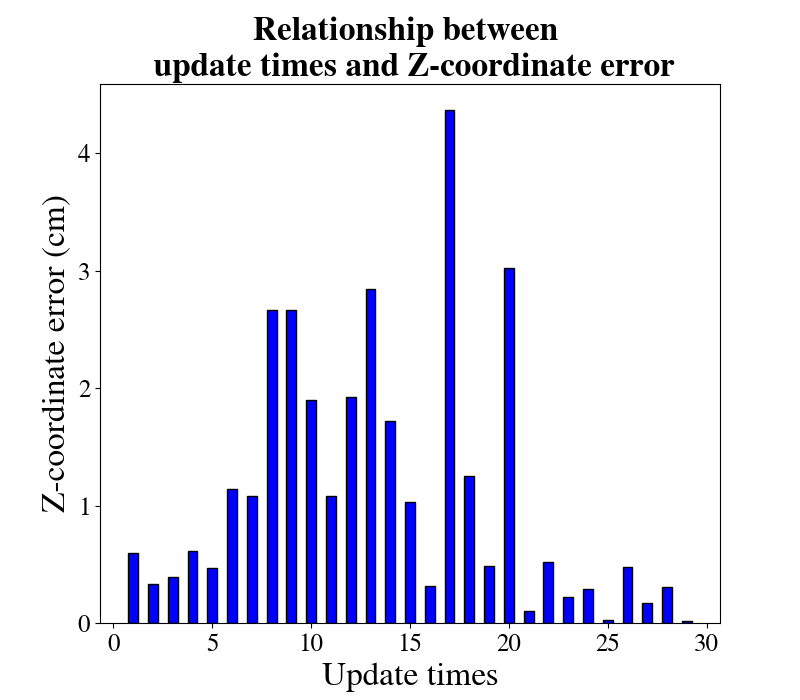 Relationship between
update times and Z-coordinate error
Z-coordinate error (cm)
4
3
2
1
0
0 5 10 15 20 25 30
Update times